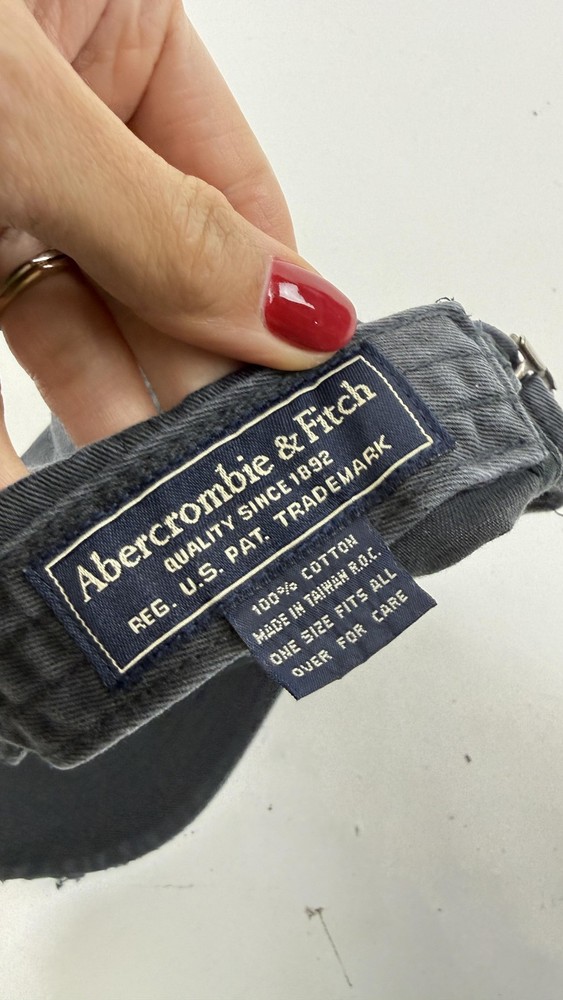 Abercrombie & Fitch
QUALITY SINCE 1892
REG. U.S. PAT. TRADEMARK
100% COTTON
MADE IN TAIWAN R.O.C.
ONE SIZE FITS ALL
OVER FOR CARE